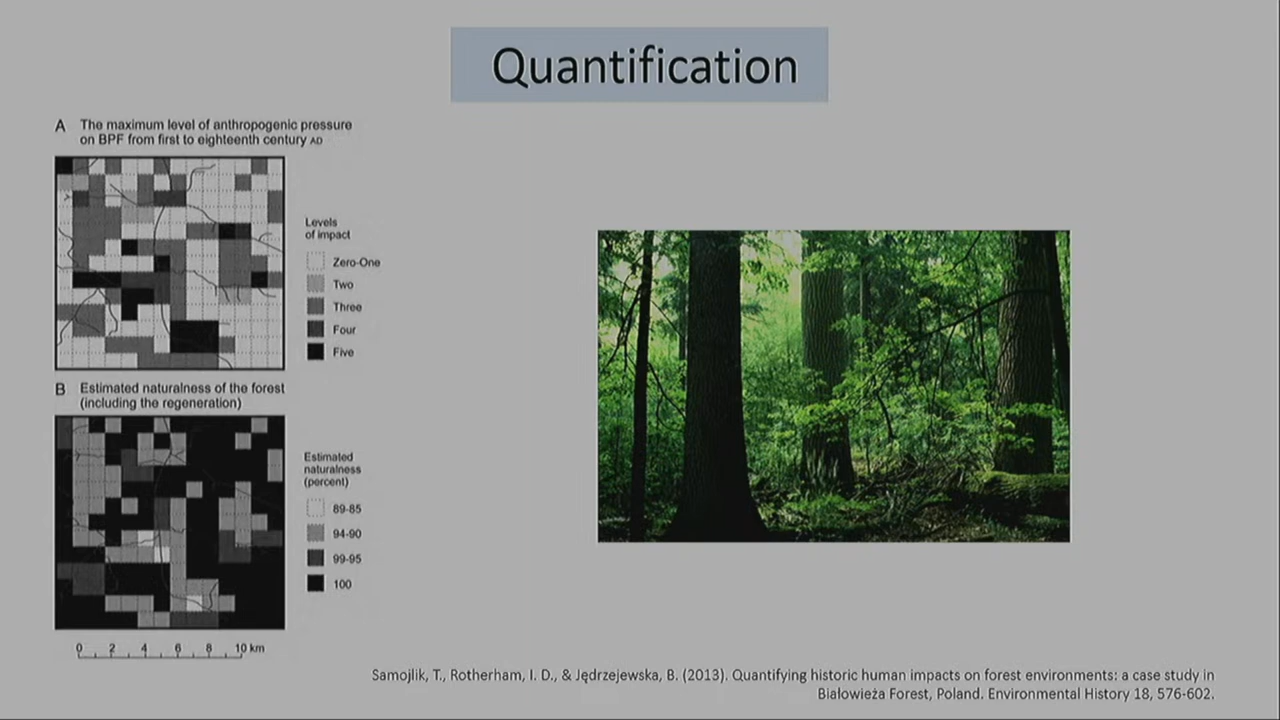 Quantification
A The maximum level of anthropogenic pressure
on BPF from first to eighteenth century AD
Levels
of impact
Zero-One
Two
Three
Four
Five
B Estimated naturalness of the forest
(including the regeneration)
Estimated
naturalness
(percent)
89-85
94-90
99-95
100
0 2 4 6 8 10 km
Samojlik, T., Rotherham, I. D., & Jędrzejewska, B. (2013). Quantifying historic human impacts on forest environments: a case study in
Białowieża Forest, Poland. Environmental History 18, 576-602.